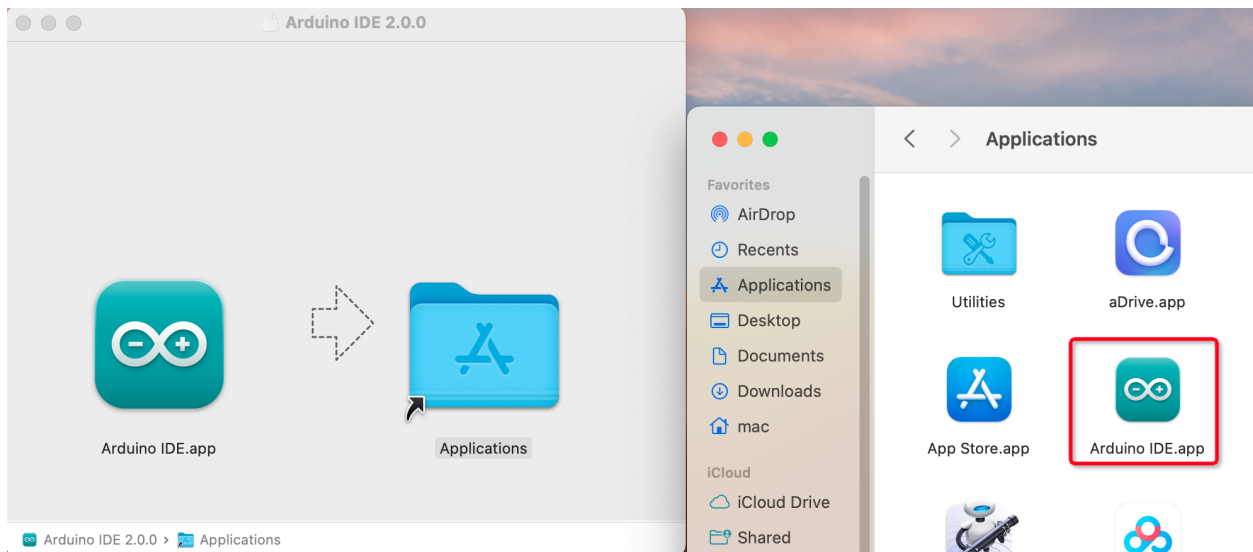 Arduino IDE 2.0.0
Arduino IDE.app
Applications
Arduino IDE 2.0.0 › Applications
Applications
Favorites
AirDrop
Recents
Applications
Desktop
Documents
Downloads
mac
iCloud
iCloud Drive
Shared
Utilities
aDrive.app
App Store.app
Arduino IDE.app